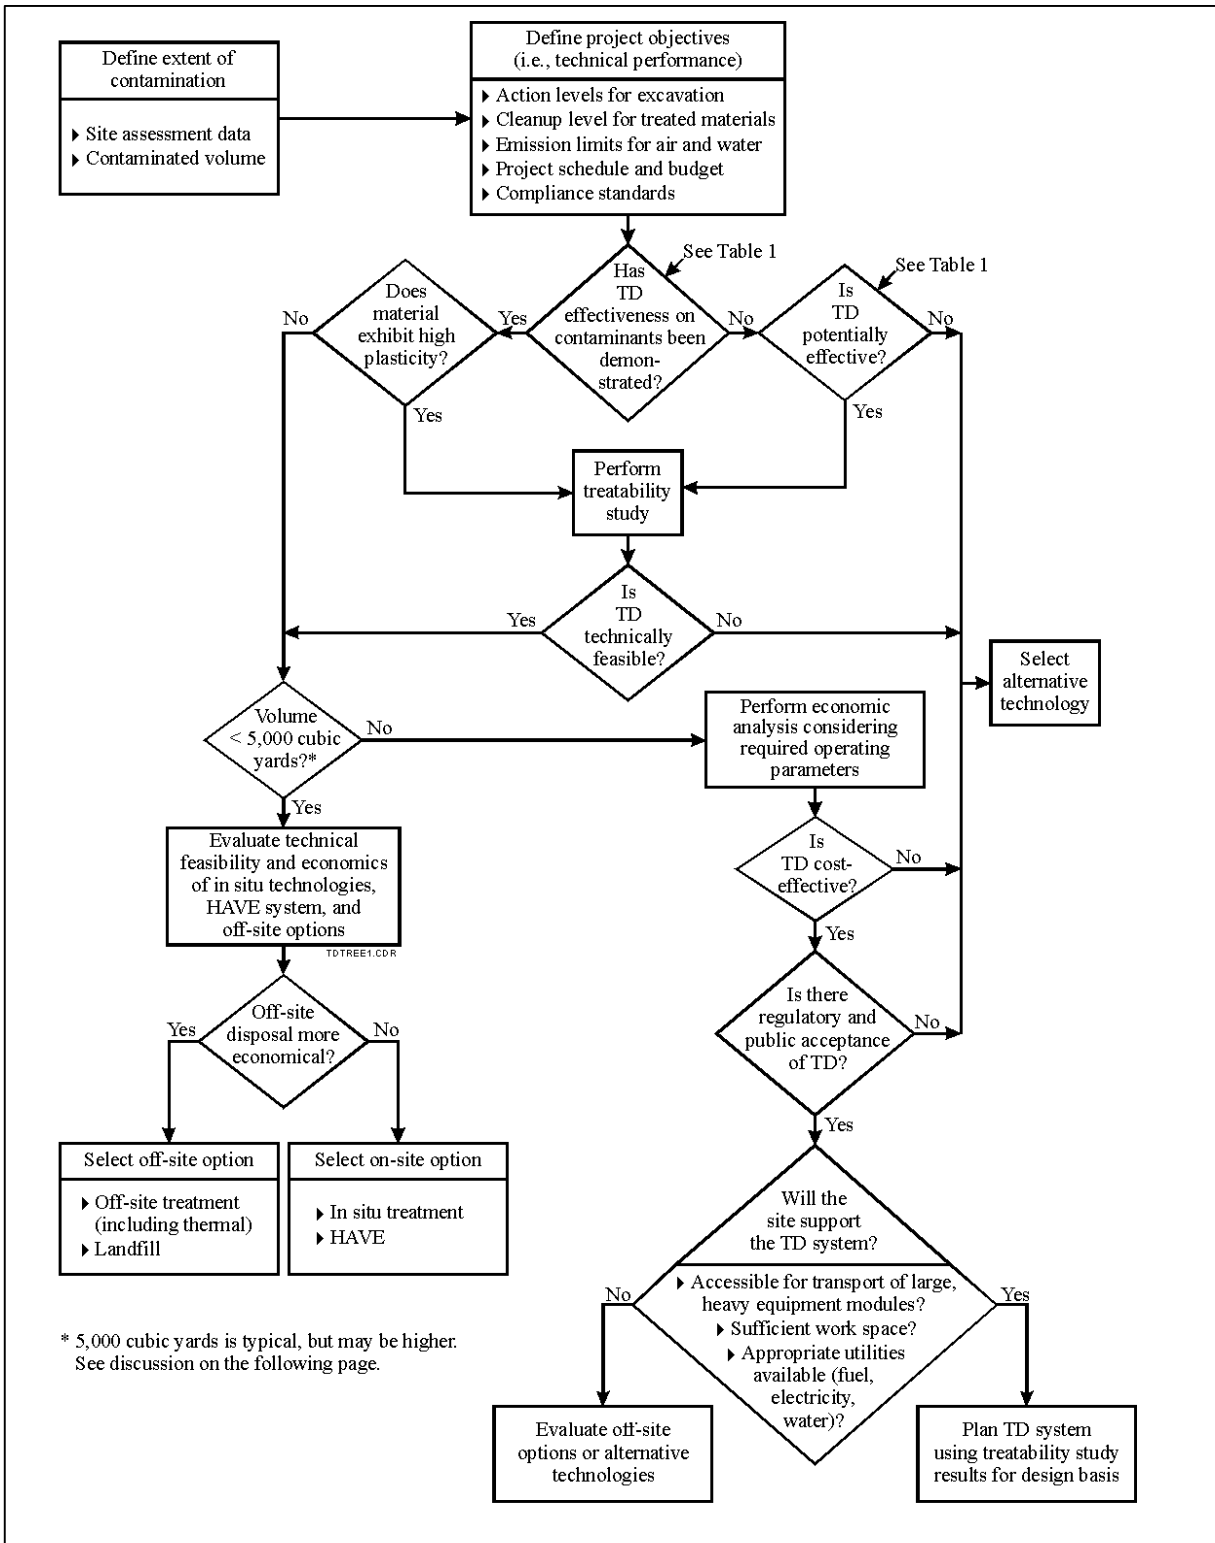 Define extent of
contamination
▶ Site assessment data
▶ Contaminated volume
Define project objectives
(i.e., technical performance)
▶ Action levels for excavation
▶ Cleanup level for treated materials
▶ Emission limits for air and water
▶ Project schedule and budget
▶ Compliance standards
See Table 1
Has
TD
effectiveness on
contaminants been
demon-
strated?
Yes
No
Does
material
exhibit high
plasticity?
No
Yes
See Table 1
Is
TD
potentially
effective?
No
Yes
Perform
treatability
study
Is
TD
technically
feasible?
Yes
No
Select
alternative
technology
Volume
< 5,000 cubic
yards?*
No
Yes
Perform economic
analysis considering
required operating
parameters
Is
TD cost-
effective?
No
Yes
Evaluate technical
feasibility and economics
of in situ technologies,
HAVE system, and
off-site options
TDTREE1.CDR
Off-site
disposal more
economical?
Yes
No
Is there
regulatory and
public acceptance
of TD?
No
Yes
Select off-site option
▶ Off-site treatment
(including thermal)
▶ Landfill
Select on-site option
▶ In situ treatment
▶ HAVE
Will the
site support
the TD system?
▶ Accessible for transport of large,
heavy equipment modules?
▶ Sufficient work space?
▶ Appropriate utilities
available (fuel,
electricity,
water)?
No
Yes
* 5,000 cubic yards is typical, but may be higher.
See discussion on the following page.
Evaluate off-site
options or alternative
technologies
Plan TD system
using treatability study
results for design basis